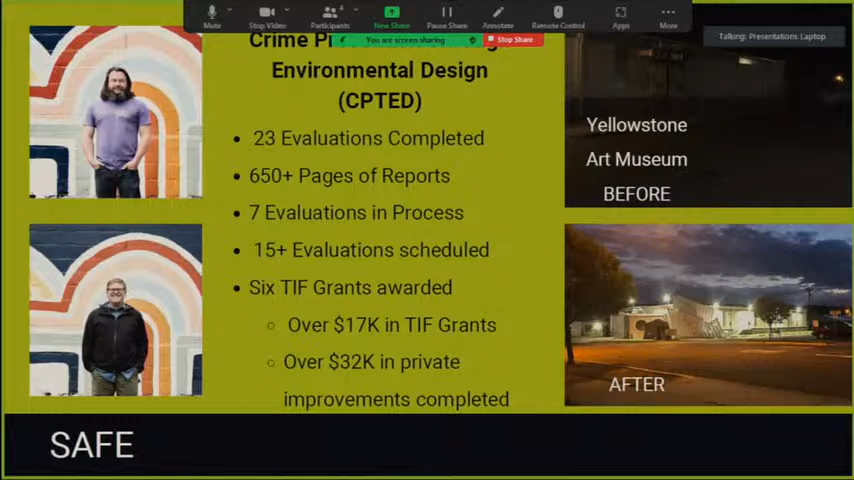 Mute
Stop Video
Participants
4
New Share
Pause Share
Annotate
Remote Control
Apps
More
You are screen sharing
Stop Share
Talking: Presentations Laptop
Crime
Environmental Design
(CPTED)
• 23 Evaluations Completed
• 650+ Pages of Reports
• 7 Evaluations in Process
• 15+ Evaluations scheduled
• Six TIF Grants awarded
○ Over $17K in TIF Grants
○ Over $32K in private
improvements completed
Yellowstone
Art Museum
BEFORE
AFTER
SAFE